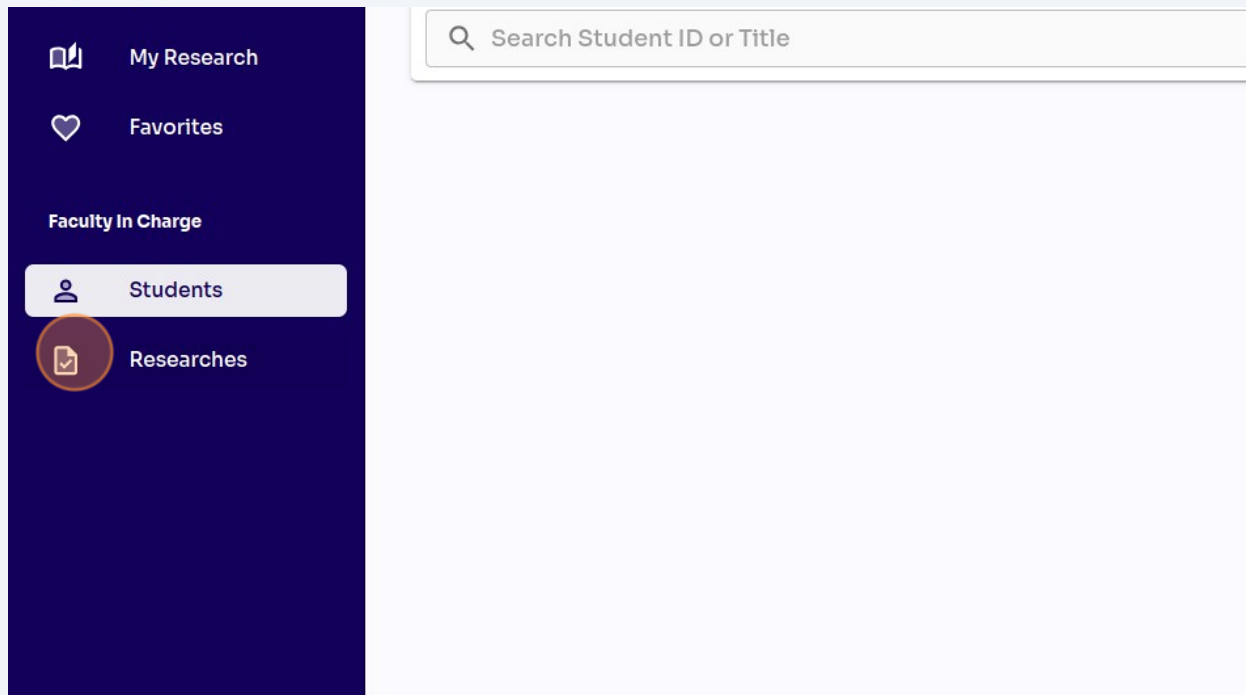 My Research
Favorites
Faculty In Charge
Students
Researches
Search Student ID or Title